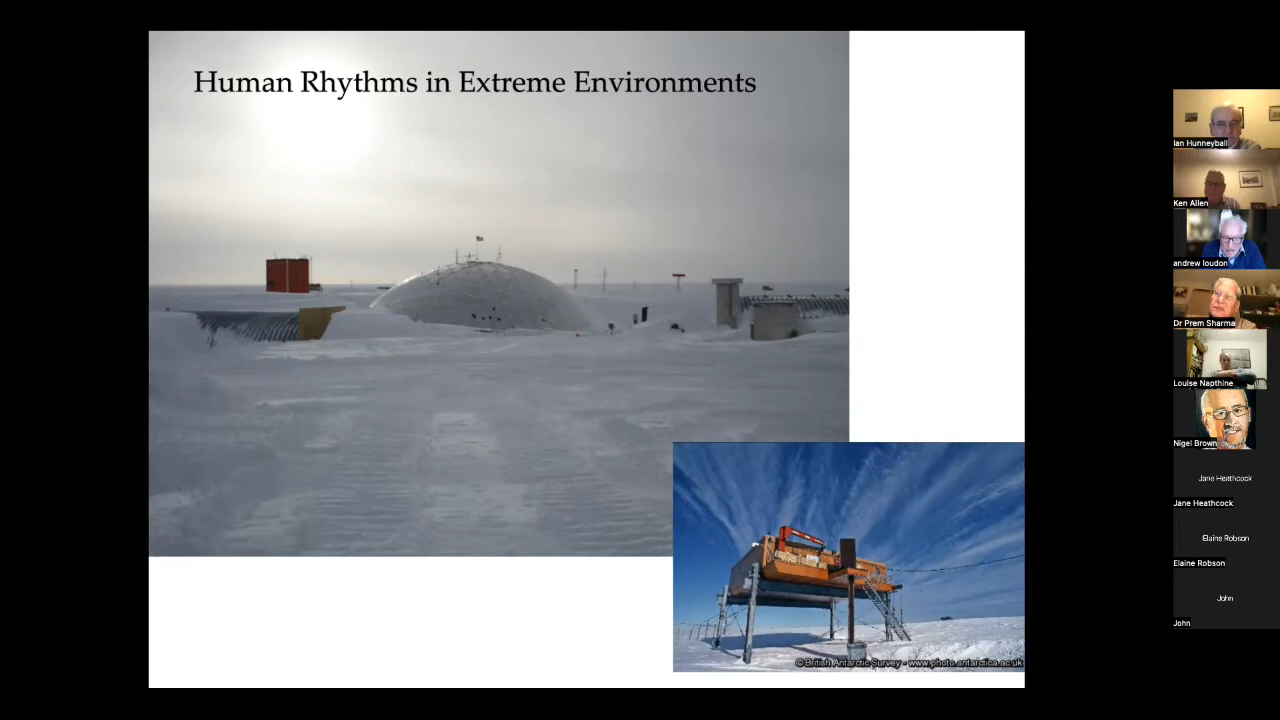 Human Rhythms in Extreme Environments
© British Antarctic Survey - www.photo.antarctica.ac.uk
Ian Hunneyball
Ken Allen
andrew loudon
Dr Prem Sharma
Louise Napthine
Nigel Brown
Jane Heathcock
Jane Heathcock
Elaine Robson
Elaine Robson
John
John